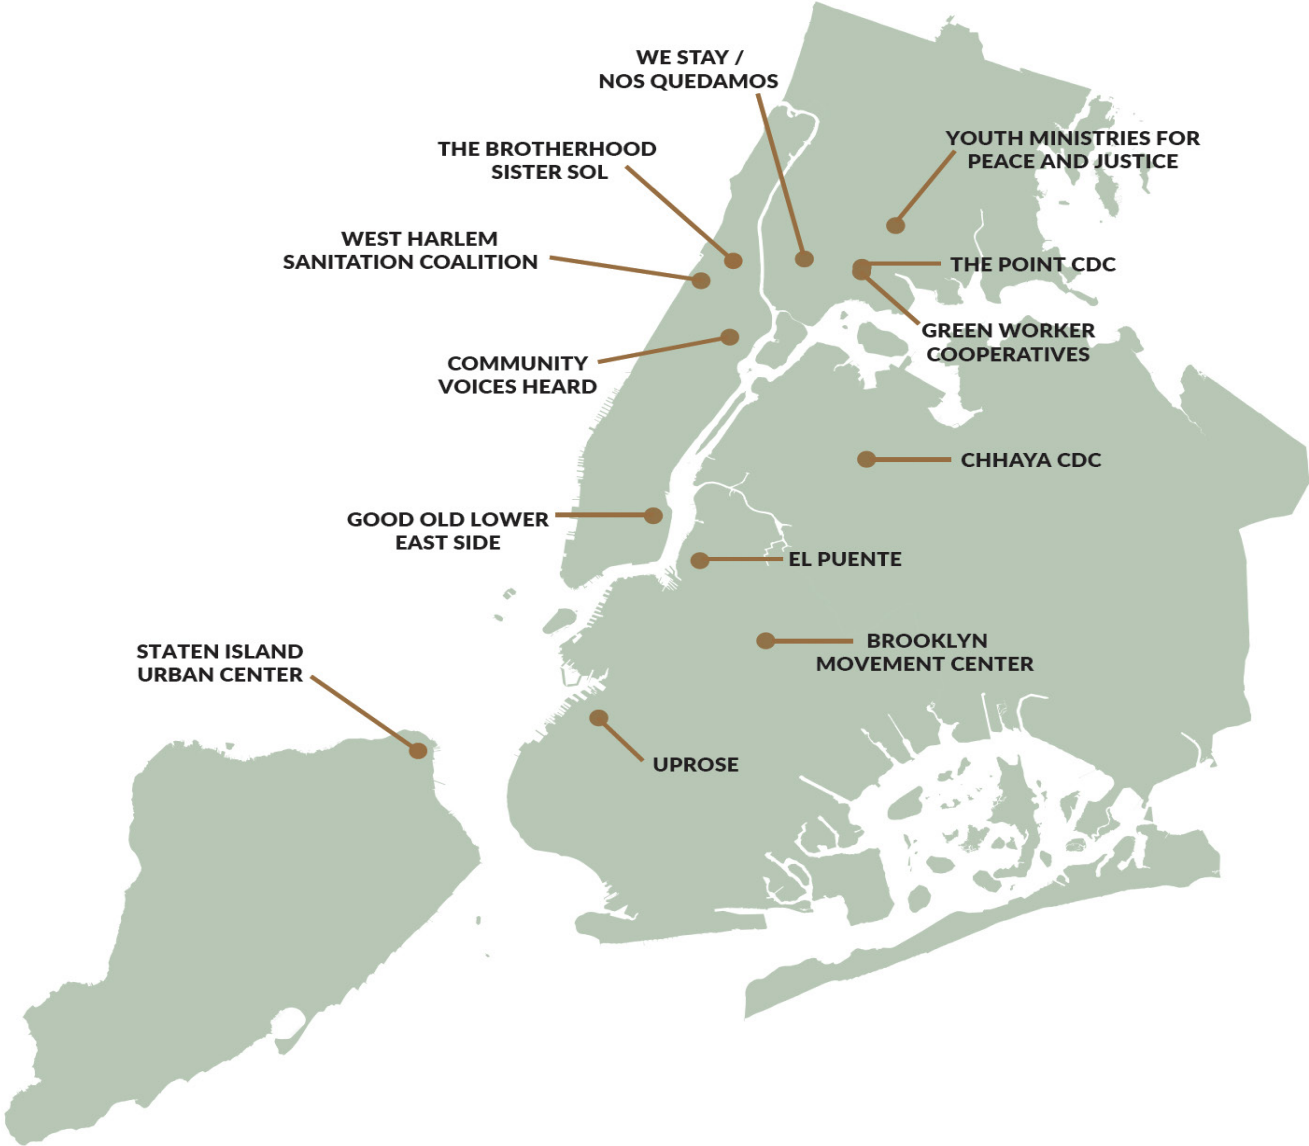 WE STAY /
NOS QUEDAMOS
YOUTH MINISTRIES FOR
PEACE AND JUSTICE
THE BROTHERHOOD
SISTER SOL
WEST HARLEM
SANITATION COALITION
THE POINT CDC
GREEN WORKER
COOPERATIVES
COMMUNITY
VOICES HEARD
CHHAYA CDC
GOOD OLD LOWER
EAST SIDE
EL PUENTE
BROOKLYN
MOVEMENT CENTER
STATEN ISLAND
URBAN CENTER
UPROSE